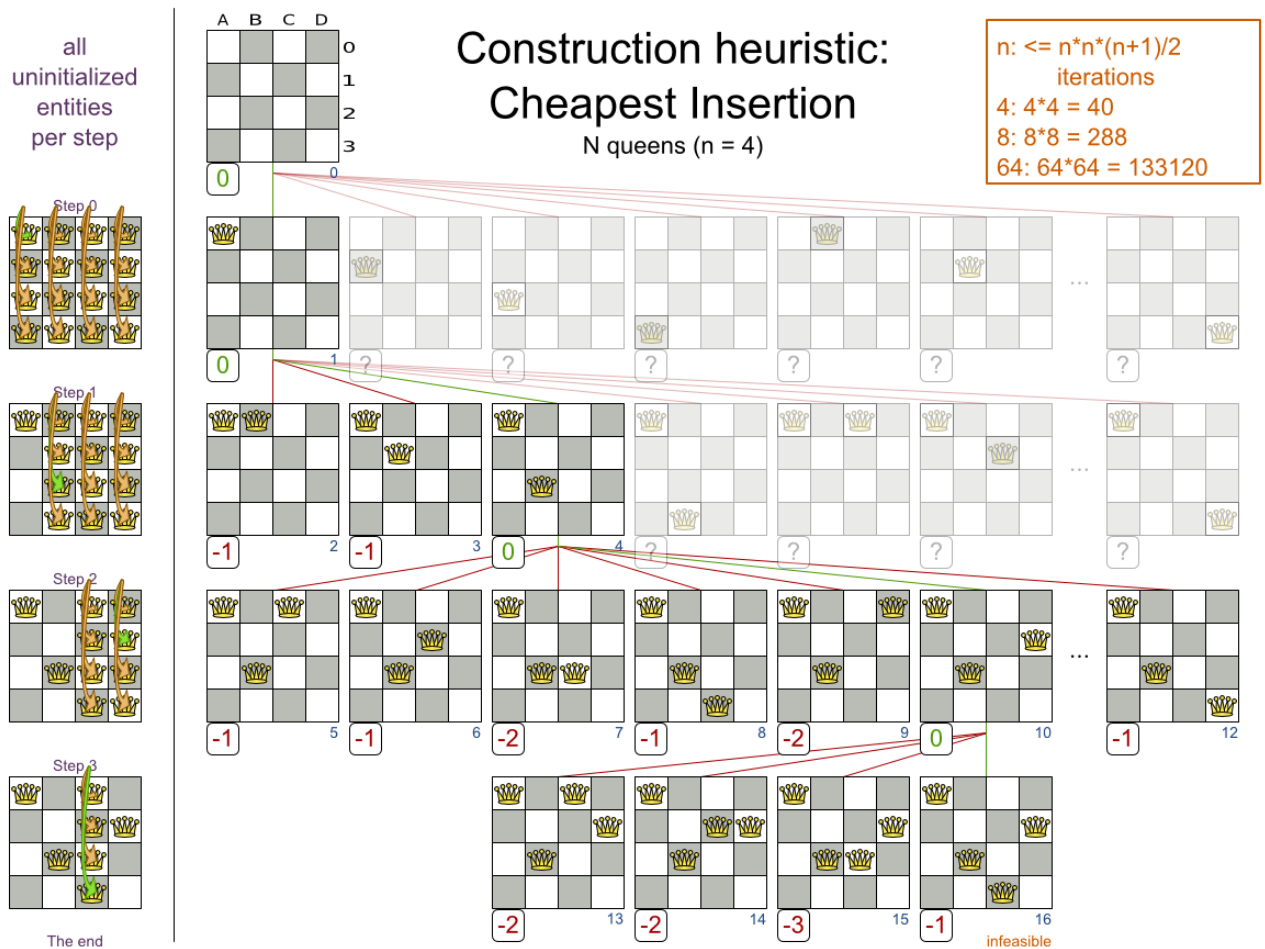 all
uninitialized
entities
per step
A B C D
0
1
2
3
0
0
Construction heuristic:
Cheapest Insertion
N queens (n = 4)
n: <= n*n*(n+1)/2
iterations
4: 4*4 = 40
8: 8*8 = 288
64: 64*64 = 133120
Step 0
0 1 ? ? ? ? ? ... ?
Step 1
-1 2 -1 3 0 4 ? ? ? ... ?
Step 2
-1 5 -1 6 -2 7 -1 8 -2 9 0 10 ... -1 12
Step 3
-2 13 -2 14 -3 15 -1 16
The end
infeasible